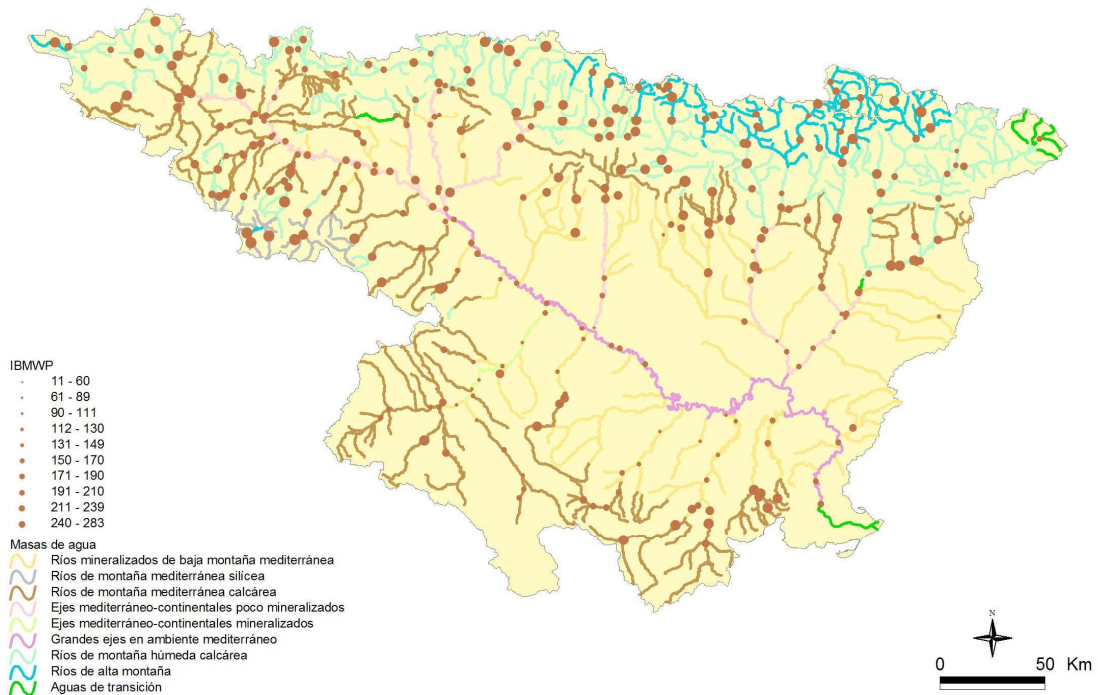 IBMWP
11 - 60
61 - 89
90 - 111
112 - 130
131 - 149
150 - 170
171 - 190
191 - 210
211 - 239
240 - 283
Masas de agua
Ríos mineralizados de baja montaña mediterránea
Ríos de montaña mediterránea silícea
Ríos de montaña mediterránea calcárea
Ejes mediterráneo-continentales poco mineralizados
Ejes mediterráneo-continentales mineralizados
Grandes ejes en ambiente mediterráneo
Ríos de montaña húmeda calcárea
Ríos de alta montaña
Aguas de transición
N
0 50 Km